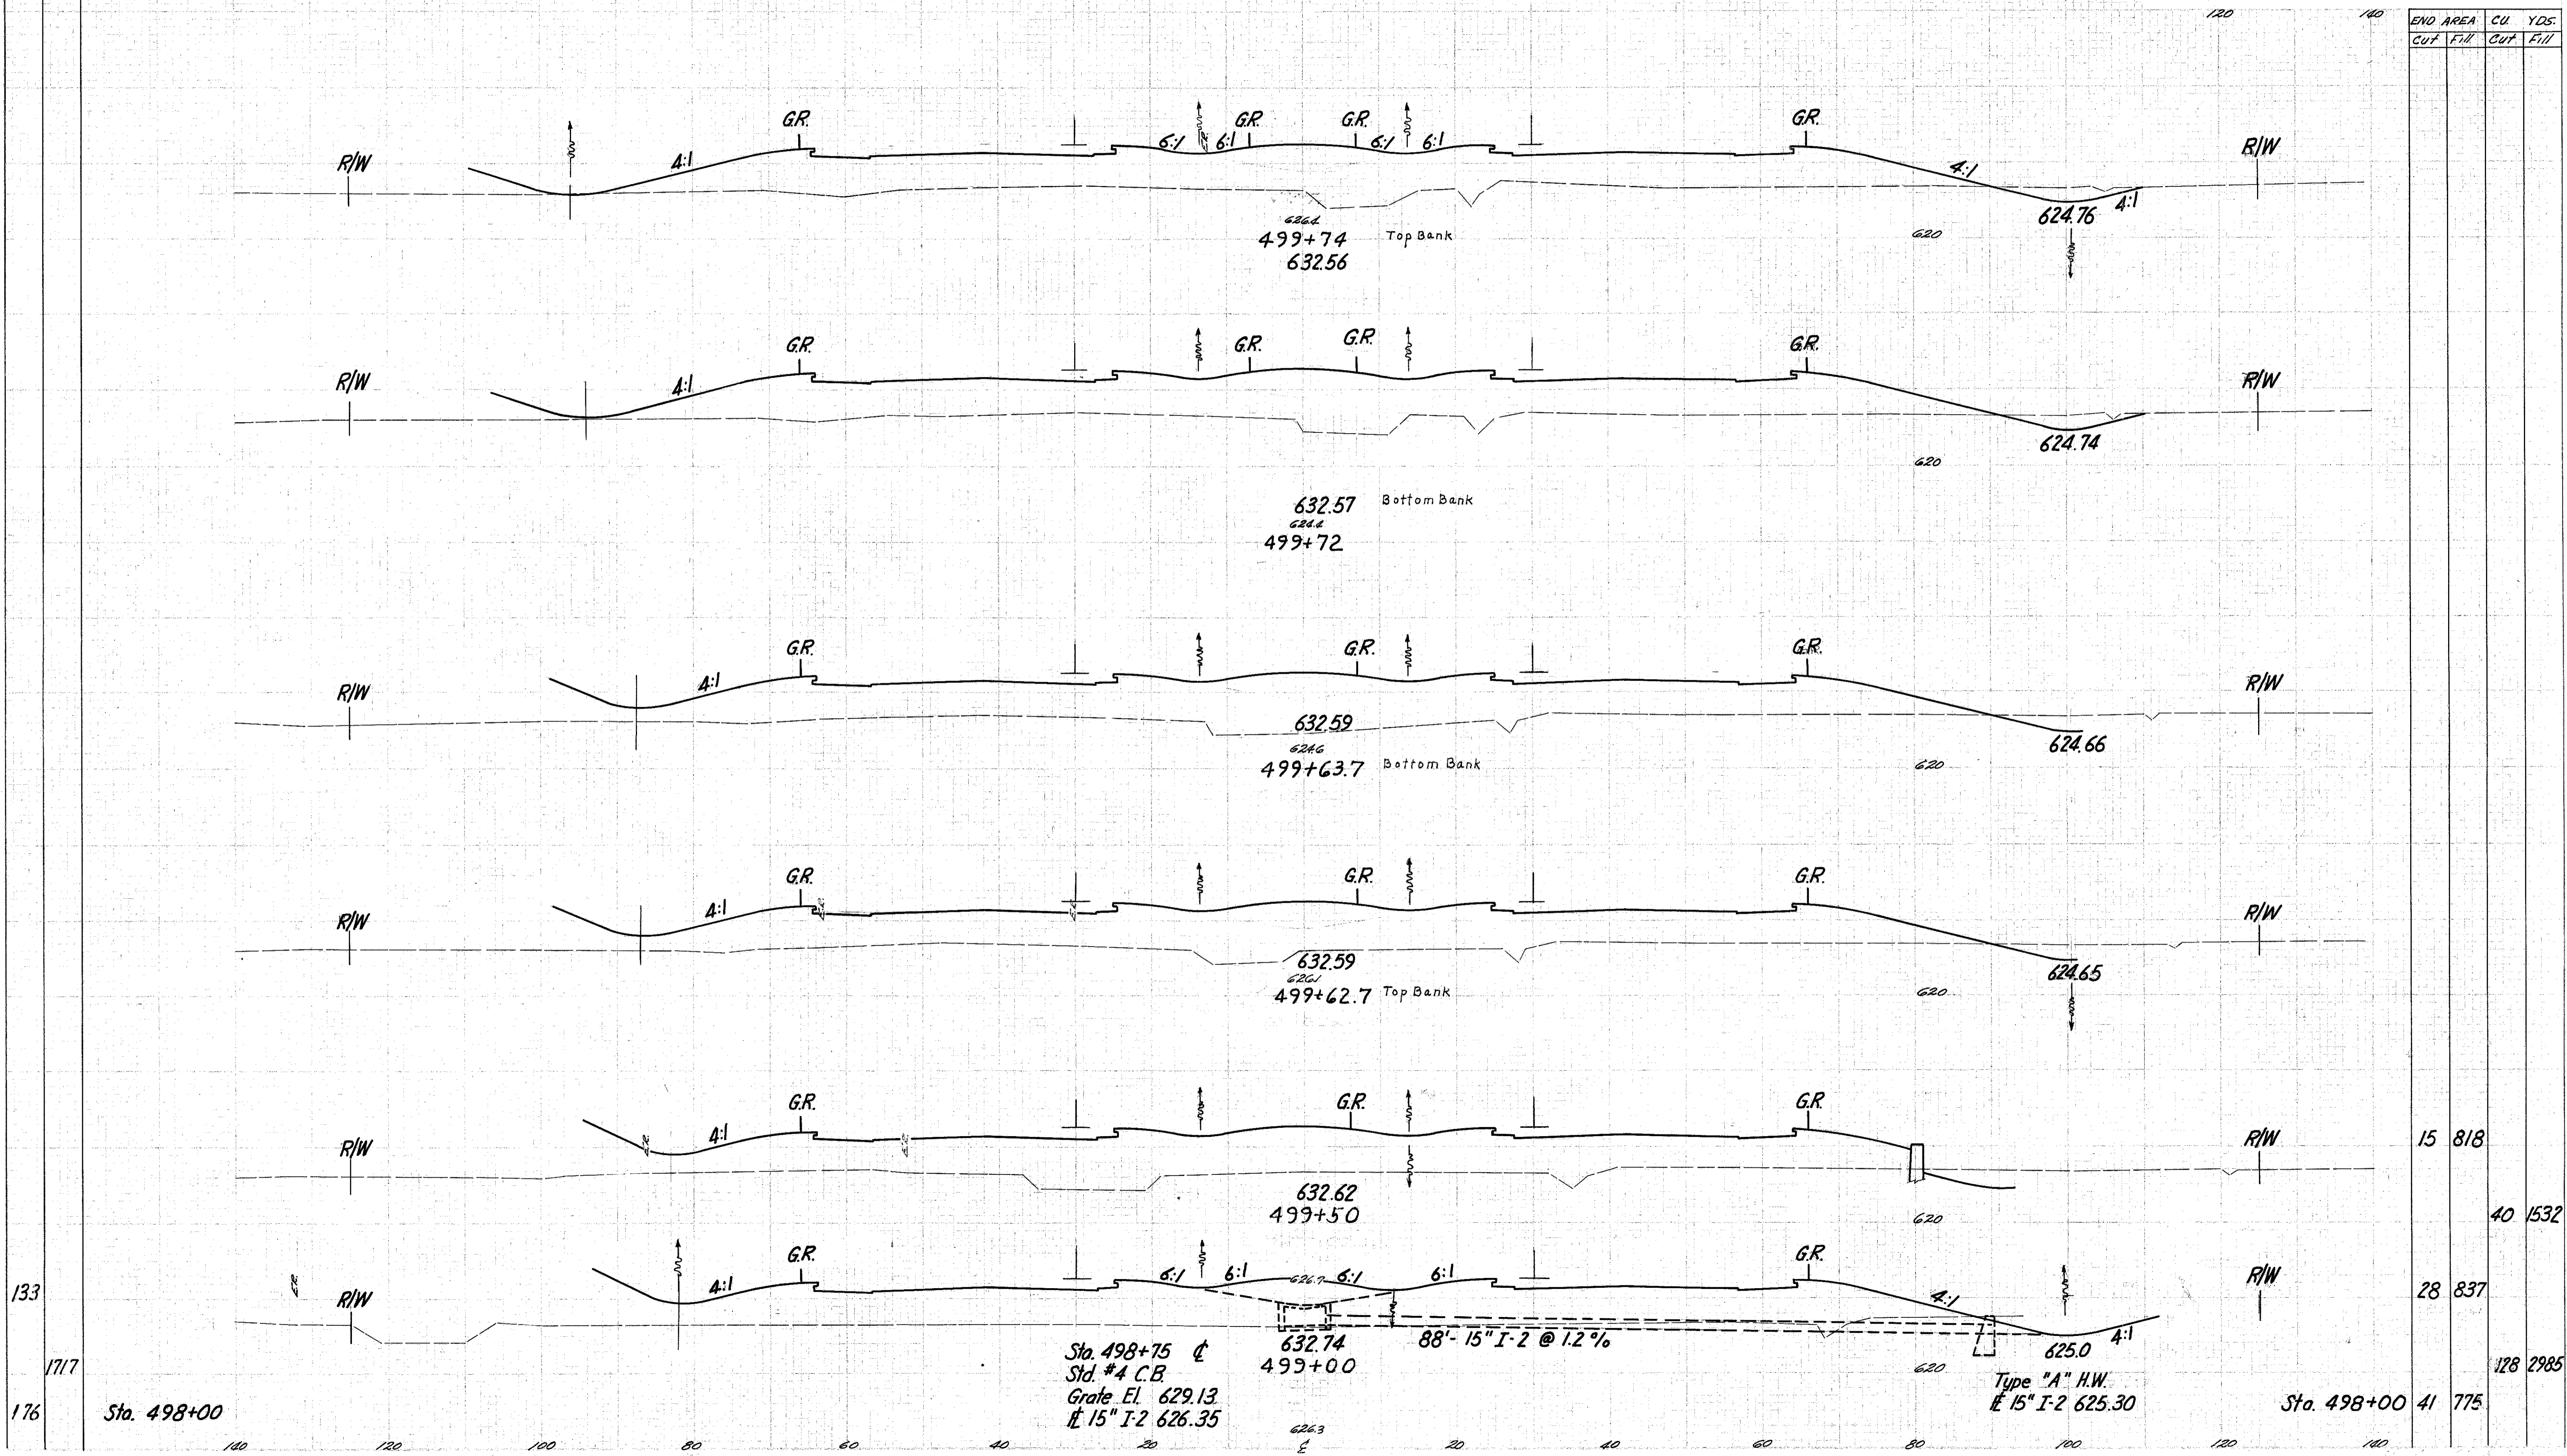 120 140
END AREA CU. YDS.
Cut Fill Cut Fill
G.R. G.R. G.R. G.R.
6:1 6:1 6:1 6:1
R/W 4:1 4:1 R/W
624.76 4:1
626.4
499+74 Top Bank 620
632.56
G.R. G.R. G.R. G.R.
R/W 4:1 R/W
624.74
620
632.57 Bottom Bank
624.4
499+72
G.R. G.R. G.R.
R/W 4:1 R/W
632.59
624.66
624.6
499+63.7 Bottom Bank 620
G.R. G.R. G.R.
R/W 4:1 R/W
632.59
624.65
626.1
499+62.7 Top Bank 620
G.R. G.R. G.R.
R/W 4:1 R/W 15 818
632.62
499+50 620
40 1532
G.R. G.R.
133 R/W 4:1 6:1 6:1 626.7 6:1 6:1 4:1 R/W 28 837
632.74 88'- 15" I-2 @ 1.2 % 625.0 4:1
499+00 620
1717 128 2985
Sta. 498+75 ℄
Std. #4 C.B.
Grate El. 629.13
℄ 15" I-2 626.35
Type "A" H.W.
℄ 15" I-2 625.30
176 Sta. 498+00 Sta. 498+00 41 775
626.3
140 120 100 80 60 40 20 ℄ 20 40 60 80 100 120 140